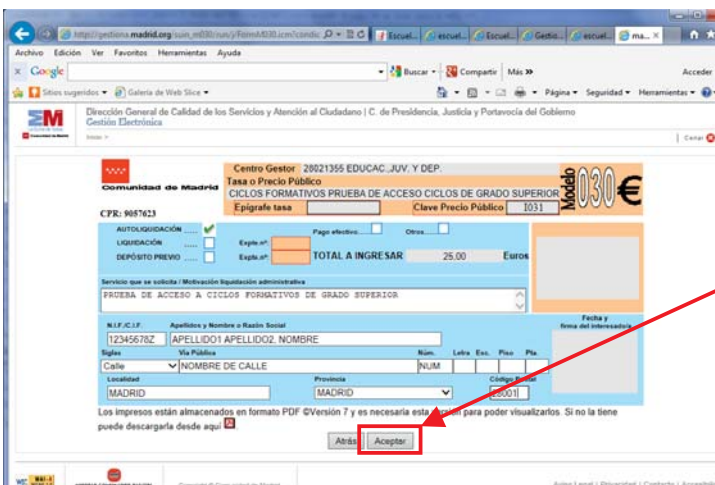 http://gestiona.madrid.org/suin_m030/run/j/FormM030.icm?condic
Escuel... escuel... Escuel... Gestio... escuel... ma... ×
Archivo Edición Ver Favoritos Herramientas Ayuda
x Google Buscar Compartir Más » Acceder
Sitios sugeridos Galería de Web Slice Página Seguridad Herramientas
Dirección General de Calidad de los Servicios y Atención al Ciudadano | C. de Presidencia, Justicia y Portavocía del Gobierno
Gestión Electrónica
Inicio >
| Cerrar
Centro Gestor 28021355 EDUCAC.,JUV. Y DEP.
Tasa o Precio Público
CICLOS FORMATIVOS PRUEBA DE ACCESO CICLOS DE GRADO SUPERIOR
Comunidad de Madrid
Epígrafe tasa Clave Precio Público I031
Modelo 030 €
CPR: 9057623
AUTOLIQUIDACIÓN ..... Pago efectivo..... Otros.....
LIQUIDACIÓN ..... Expte.nº:
DEPÓSITO PREVIO ..... Expte.nº: TOTAL A INGRESAR 25.00 Euros
Servicio que se solicita / Motivación liquidación administrativa
PRUEBA DE ACCESO A CICLOS FORMATIVOS DE GRADO SUPERIOR
Fecha y
firma del interesado/a
N.I.F./C.I.F. Apellidos y Nombre o Razón Social
12345678Z APELLIDO1 APELLIDO2, NOMBRE
Siglas Vía Pública Núm. Letra Esc. Piso Pta.
Calle NOMBRE DE CALLE NUM
Localidad Provincia Código Postal
MADRID MADRID 28001
Los impresos están almacenados en formato PDF ©Versión 7 y es necesaria esta versión para poder visualizarlos. Si no la tiene
puede descargarla desde aquí
Atrás Aceptar